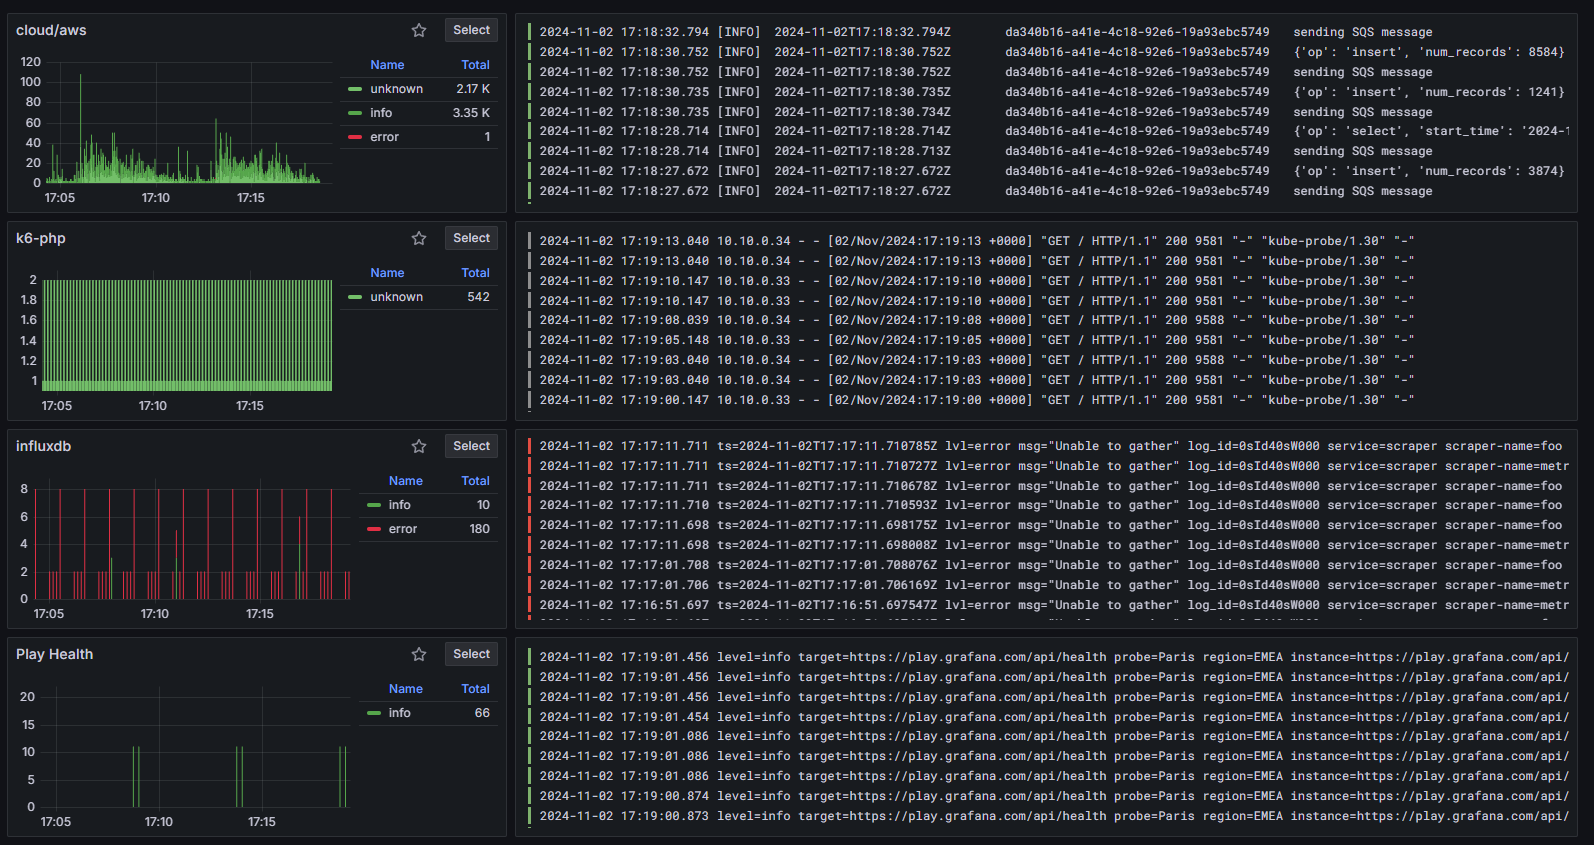 cloud/aws
Select
Name Total
unknown 2.17 K
info 3.35 K
error 1
120
100
80
60
40
20
0
17:05 17:10 17:15
2024-11-02 17:18:32.794 [INFO] 2024-11-02T17:18:32.794Z da340b16-a41e-4c18-92e6-19a93ebc5749 sending SQS message
2024-11-02 17:18:30.752 [INFO] 2024-11-02T17:18:30.752Z da340b16-a41e-4c18-92e6-19a93ebc5749 {'op': 'insert', 'num_records': 8584}
2024-11-02 17:18:30.752 [INFO] 2024-11-02T17:18:30.752Z da340b16-a41e-4c18-92e6-19a93ebc5749 sending SQS message
2024-11-02 17:18:30.735 [INFO] 2024-11-02T17:18:30.735Z da340b16-a41e-4c18-92e6-19a93ebc5749 {'op': 'insert', 'num_records': 1241}
2024-11-02 17:18:30.735 [INFO] 2024-11-02T17:18:30.734Z da340b16-a41e-4c18-92e6-19a93ebc5749 sending SQS message
2024-11-02 17:18:28.714 [INFO] 2024-11-02T17:18:28.714Z da340b16-a41e-4c18-92e6-19a93ebc5749 {'op': 'select', 'start_time': '2024-1
2024-11-02 17:18:28.714 [INFO] 2024-11-02T17:18:28.713Z da340b16-a41e-4c18-92e6-19a93ebc5749 sending SQS message
2024-11-02 17:18:27.672 [INFO] 2024-11-02T17:18:27.672Z da340b16-a41e-4c18-92e6-19a93ebc5749 {'op': 'insert', 'num_records': 3874}
2024-11-02 17:18:27.672 [INFO] 2024-11-02T17:18:27.672Z da340b16-a41e-4c18-92e6-19a93ebc5749 sending SQS message
k6-php
Select
Name Total
unknown 542
2
1.8
1.6
1.4
1.2
1
17:05 17:10 17:15
2024-11-02 17:19:13.040 10.10.0.34 - - [02/Nov/2024:17:19:13 +0000] "GET / HTTP/1.1" 200 9581 "-" "kube-probe/1.30" "-"
2024-11-02 17:19:13.040 10.10.0.34 - - [02/Nov/2024:17:19:13 +0000] "GET / HTTP/1.1" 200 9581 "-" "kube-probe/1.30" "-"
2024-11-02 17:19:10.147 10.10.0.33 - - [02/Nov/2024:17:19:10 +0000] "GET / HTTP/1.1" 200 9581 "-" "kube-probe/1.30" "-"
2024-11-02 17:19:10.147 10.10.0.33 - - [02/Nov/2024:17:19:10 +0000] "GET / HTTP/1.1" 200 9581 "-" "kube-probe/1.30" "-"
2024-11-02 17:19:08.039 10.10.0.34 - - [02/Nov/2024:17:19:08 +0000] "GET / HTTP/1.1" 200 9588 "-" "kube-probe/1.30" "-"
2024-11-02 17:19:05.148 10.10.0.33 - - [02/Nov/2024:17:19:05 +0000] "GET / HTTP/1.1" 200 9581 "-" "kube-probe/1.30" "-"
2024-11-02 17:19:03.040 10.10.0.34 - - [02/Nov/2024:17:19:03 +0000] "GET / HTTP/1.1" 200 9588 "-" "kube-probe/1.30" "-"
2024-11-02 17:19:03.040 10.10.0.34 - - [02/Nov/2024:17:19:03 +0000] "GET / HTTP/1.1" 200 9581 "-" "kube-probe/1.30" "-"
2024-11-02 17:19:00.147 10.10.0.33 - - [02/Nov/2024:17:19:00 +0000] "GET / HTTP/1.1" 200 9581 "-" "kube-probe/1.30" "-"
influxdb
Select
Name Total
info 10
error 180
8
6
4
2
0
17:05 17:10 17:15
2024-11-02 17:17:11.711 ts=2024-11-02T17:17:11.710785Z lvl=error msg="Unable to gather" log_id=0sId40sW000 service=scraper scraper-name=foo
2024-11-02 17:17:11.711 ts=2024-11-02T17:17:11.710727Z lvl=error msg="Unable to gather" log_id=0sId40sW000 service=scraper scraper-name=metr
2024-11-02 17:17:11.711 ts=2024-11-02T17:17:11.710678Z lvl=error msg="Unable to gather" log_id=0sId40sW000 service=scraper scraper-name=foo
2024-11-02 17:17:11.710 ts=2024-11-02T17:17:11.710593Z lvl=error msg="Unable to gather" log_id=0sId40sW000 service=scraper scraper-name=foo
2024-11-02 17:17:11.698 ts=2024-11-02T17:17:11.698175Z lvl=error msg="Unable to gather" log_id=0sId40sW000 service=scraper scraper-name=foo
2024-11-02 17:17:11.698 ts=2024-11-02T17:17:11.698008Z lvl=error msg="Unable to gather" log_id=0sId40sW000 service=scraper scraper-name=metr
2024-11-02 17:17:01.708 ts=2024-11-02T17:17:01.708076Z lvl=error msg="Unable to gather" log_id=0sId40sW000 service=scraper scraper-name=foo
2024-11-02 17:17:01.706 ts=2024-11-02T17:17:01.706169Z lvl=error msg="Unable to gather" log_id=0sId40sW000 service=scraper scraper-name=metr
2024-11-02 17:16:51.697 ts=2024-11-02T17:16:51.697547Z lvl=error msg="Unable to gather" log_id=0sId40sW000 service=scraper scraper-name=metr
Play Health
Select
Name Total
info 66
20
15
10
5
0
17:05 17:10 17:15
2024-11-02 17:19:01.456 level=info target=https://play.grafana.com/api/health probe=Paris region=EMEA instance=https://play.grafana.com/api/
2024-11-02 17:19:01.456 level=info target=https://play.grafana.com/api/health probe=Paris region=EMEA instance=https://play.grafana.com/api/
2024-11-02 17:19:01.456 level=info target=https://play.grafana.com/api/health probe=Paris region=EMEA instance=https://play.grafana.com/api/
2024-11-02 17:19:01.454 level=info target=https://play.grafana.com/api/health probe=Paris region=EMEA instance=https://play.grafana.com/api/
2024-11-02 17:19:01.086 level=info target=https://play.grafana.com/api/health probe=Paris region=EMEA instance=https://play.grafana.com/api/
2024-11-02 17:19:01.086 level=info target=https://play.grafana.com/api/health probe=Paris region=EMEA instance=https://play.grafana.com/api/
2024-11-02 17:19:01.086 level=info target=https://play.grafana.com/api/health probe=Paris region=EMEA instance=https://play.grafana.com/api/
2024-11-02 17:19:00.874 level=info target=https://play.grafana.com/api/health probe=Paris region=EMEA instance=https://play.grafana.com/api/
2024-11-02 17:19:00.873 level=info target=https://play.grafana.com/api/health probe=Paris region=EMEA instance=https://play.grafana.com/api/